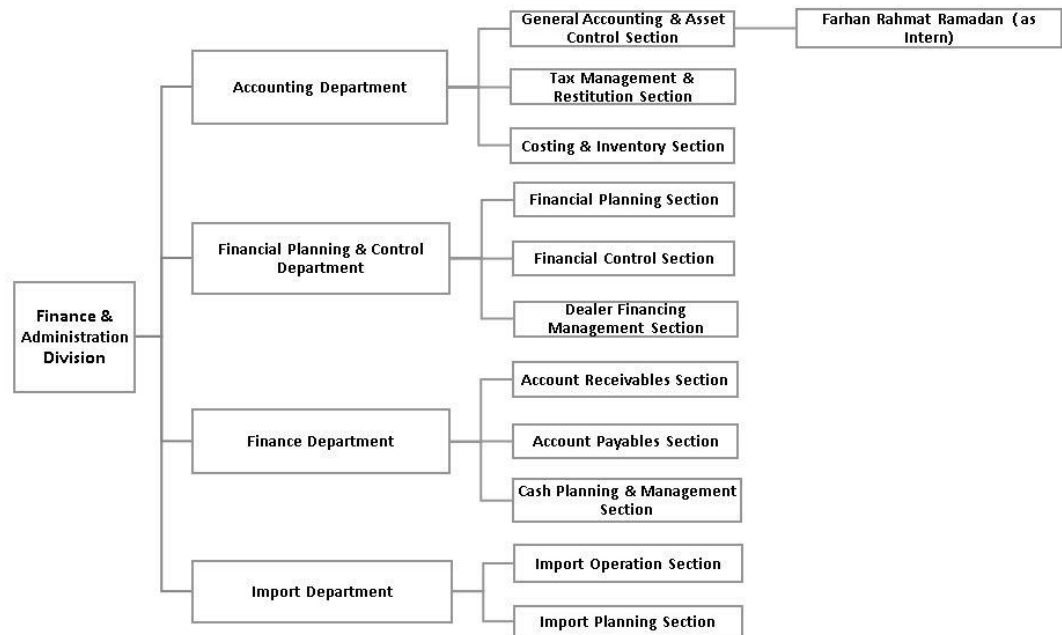 Finance &
Administration
Division
Accounting Department
General Accounting & Asset
Control Section
Farhan Rahmat Ramadan (as
Intern)
Tax Management &
Restitution Section
Costing & Inventory Section
Financial Planning & Control
Department
Financial Planning Section
Financial Control Section
Dealer Financing
Management Section
Finance Department
Account Receivables Section
Account Payables Section
Cash Planning & Management
Section
Import Department
Import Operation Section
Import Planning Section